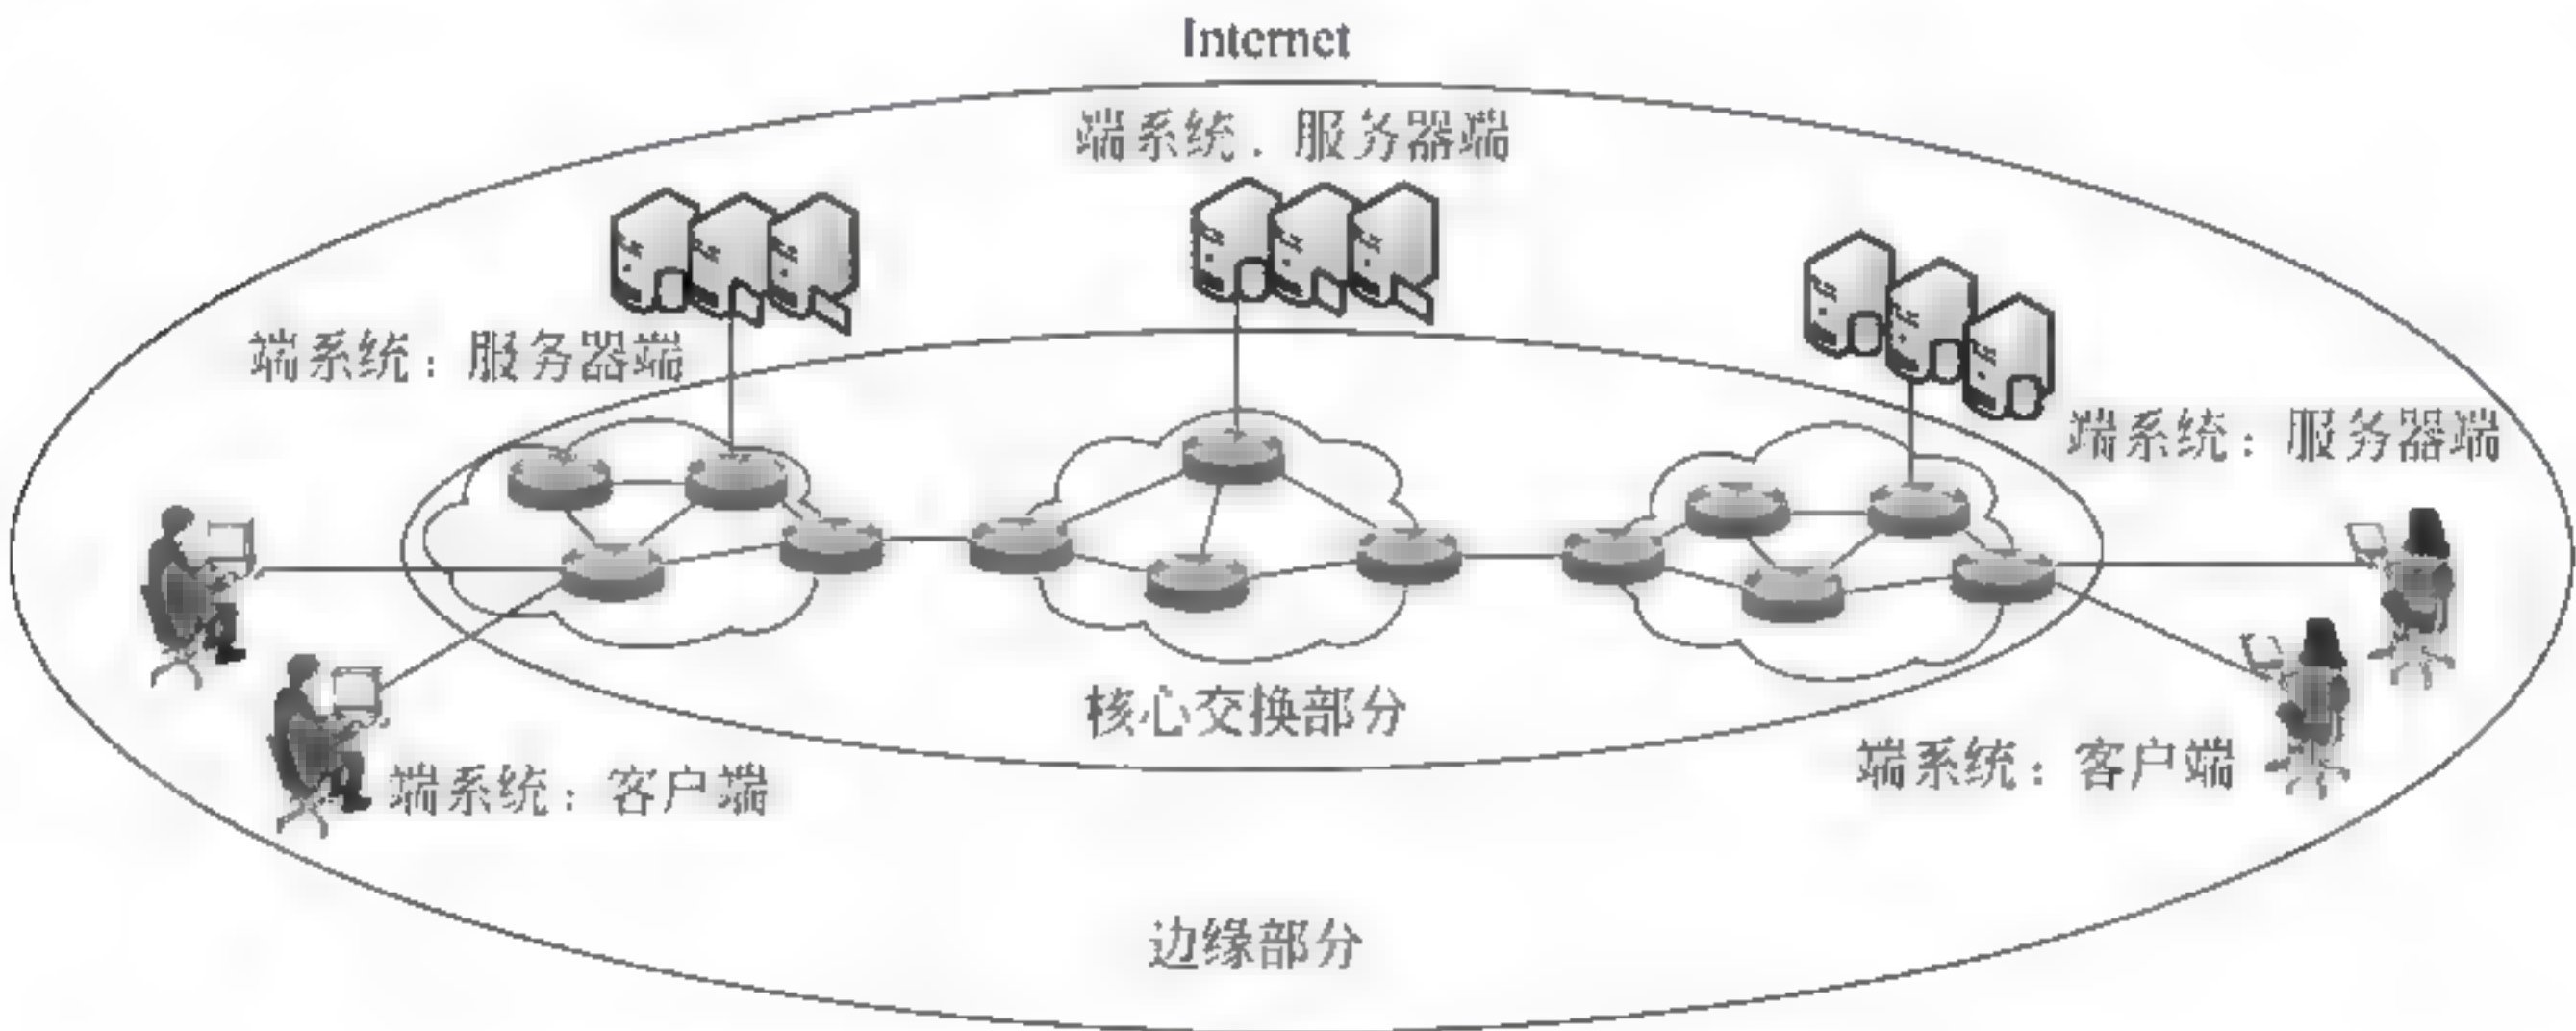 Internet
端系统．服务器端
端系统：服务器端
端系统：服务器端
核心交换部分
端系统：客户端
端系统：客户端
边缘部分